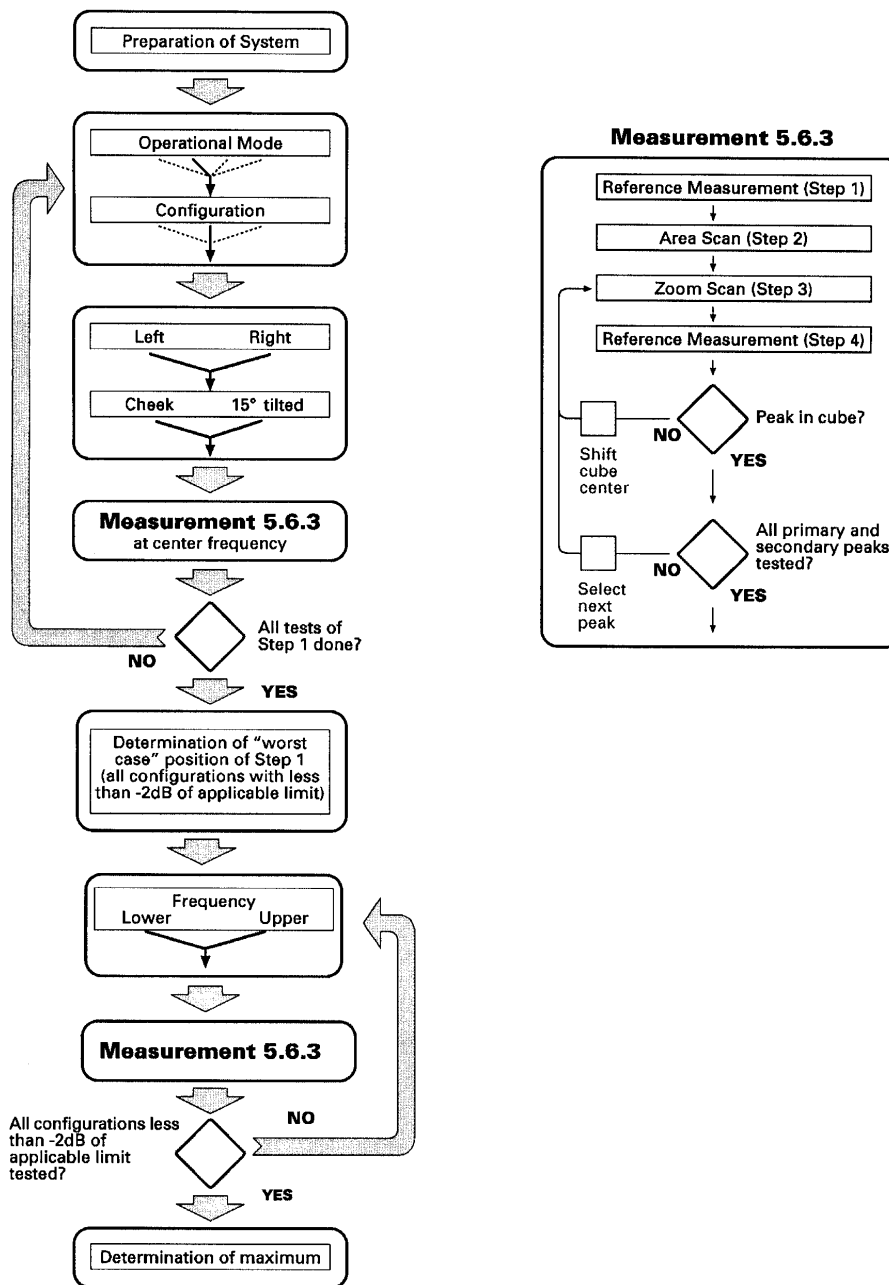 Preparation of System
Operational Mode
Configuration
Left Right
Cheek 15° tilted
Measurement 5.6.3
at center frequency
All tests of
Step 1 done?
NO
YES
Determination of “worst
case” position of Step 1
(all configurations with less
than -2dB of applicable limit)
Frequency
Lower Upper
Measurement 5.6.3
All configurations less
than -2dB of
applicable limit
tested?
NO
YES
Determination of maximum
Measurement 5.6.3
Reference Measurement (Step 1)
Area Scan (Step 2)
Zoom Scan (Step 3)
Reference Measurement (Step 4)
Peak in cube?
NO
YES
Shift
cube
center
All primary and
secondary peaks
tested?
NO
YES
Select
next
peak